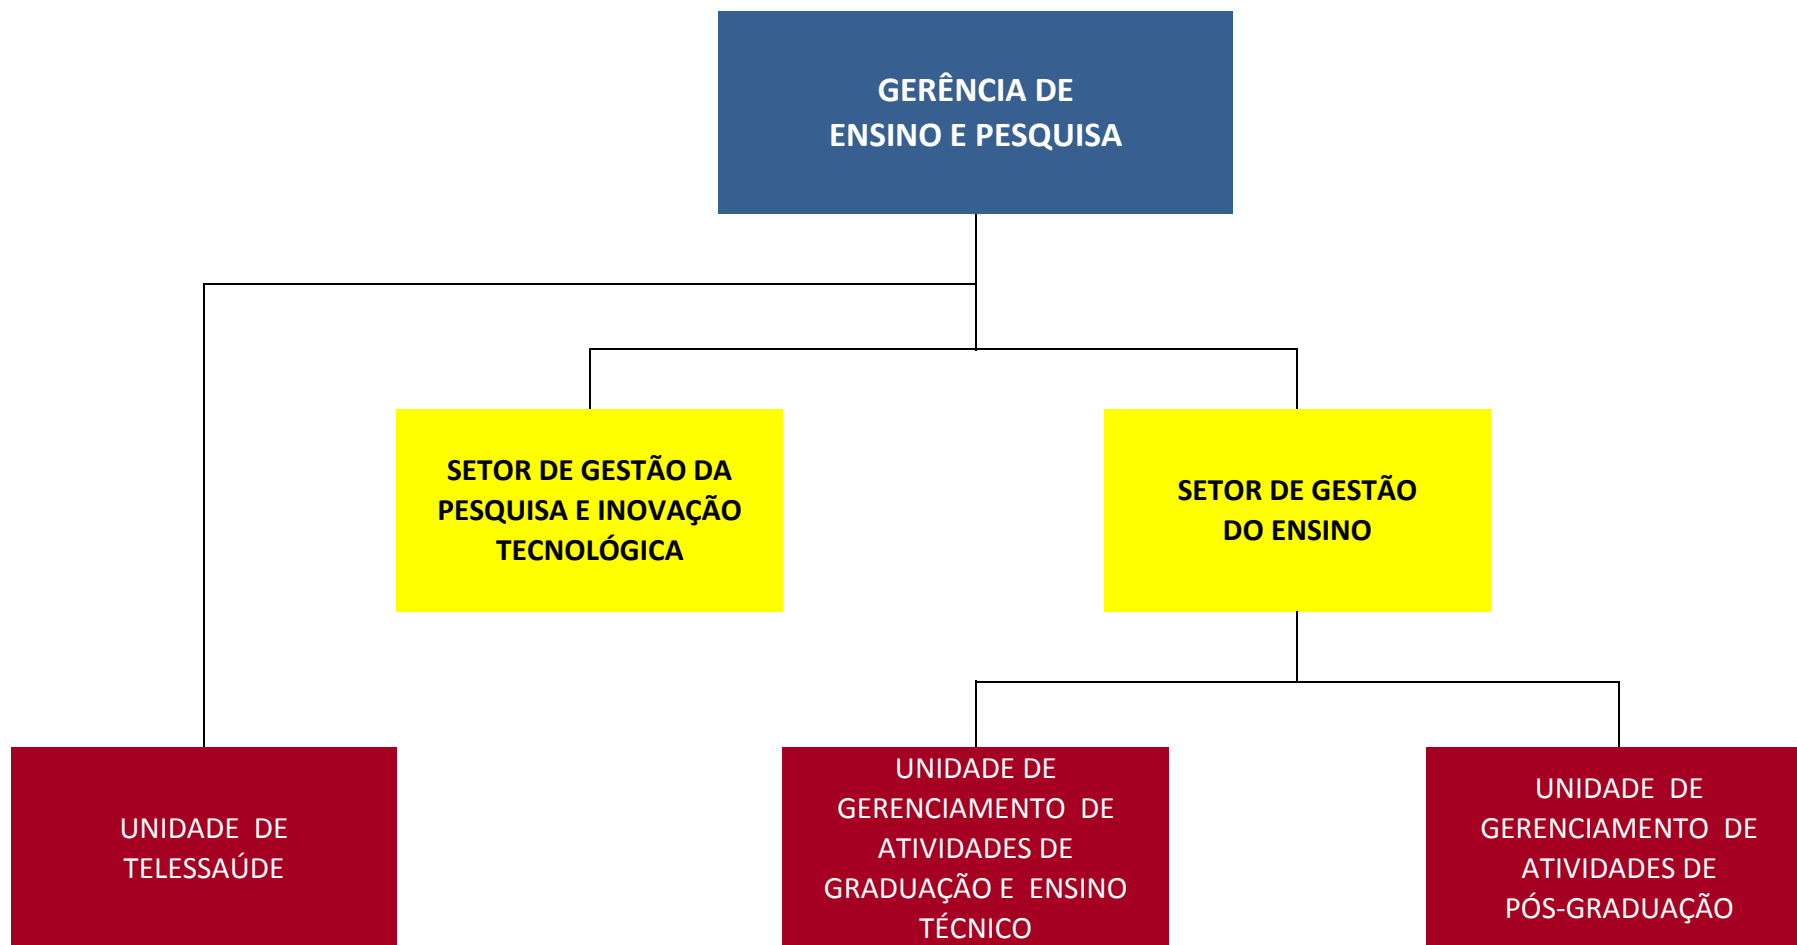 GERÊNCIA DE
ENSINO E PESQUISA
SETOR DE GESTÃO DA
PESQUISA E INOVAÇÃO
TECNOLÓGICA
SETOR DE GESTÃO
DO ENSINO
UNIDADE DE
TELESSAÚDE
UNIDADE DE
GERENCIAMENTO DE
ATIVIDADES DE
GRADUAÇÃO E ENSINO
TÉCNICO
UNIDADE DE
GERENCIAMENTO DE
ATIVIDADES DE
PÓS-GRADUAÇÃO